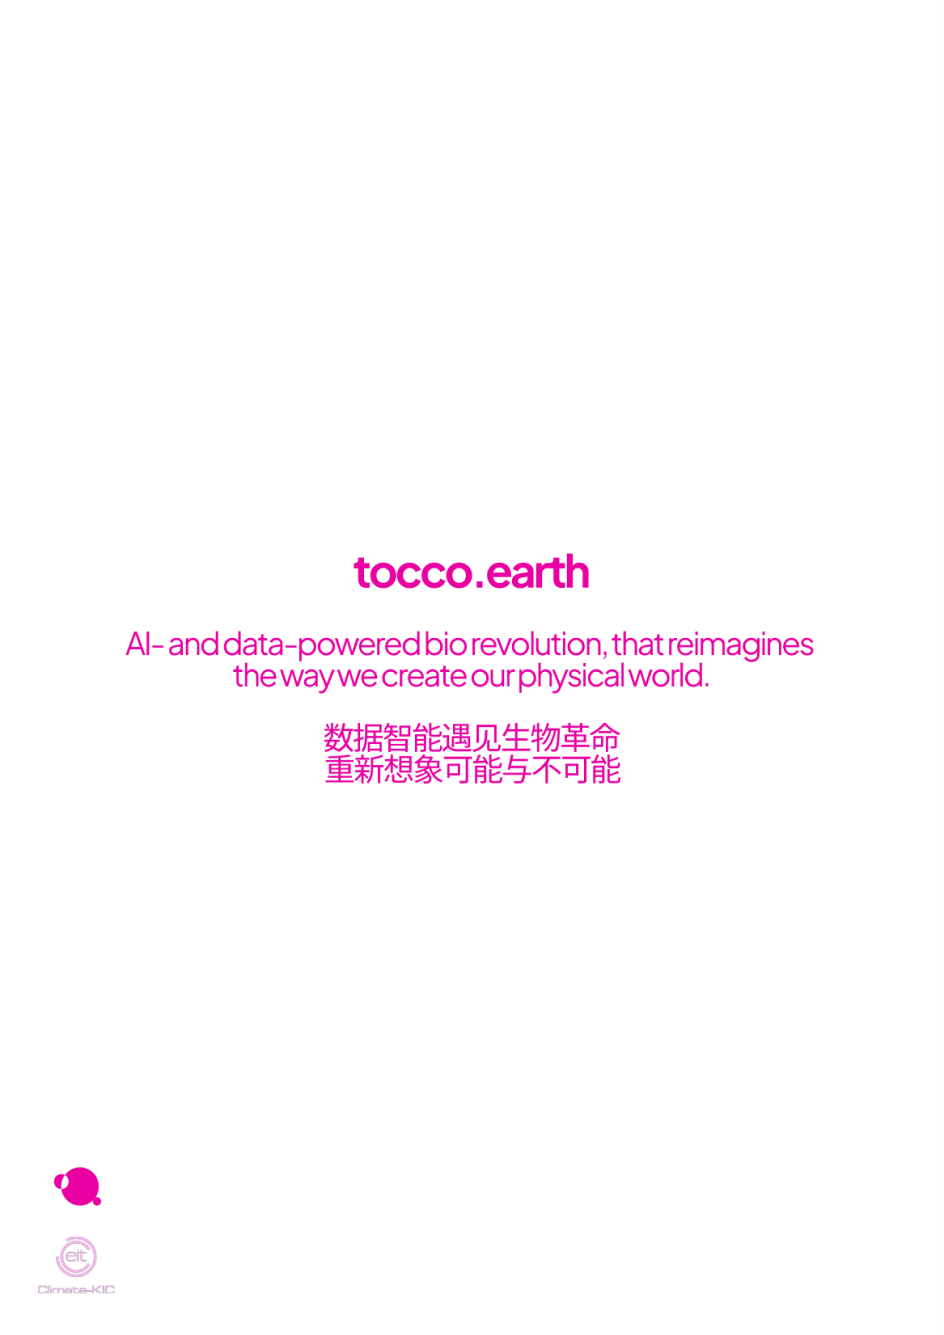 tocco.earth
AI- and data-powered bio revolution, that reimagines
the way we create our physical world.
数据智能遇见生物革命
重新想象可能与不可能
eit
Climate-KIC